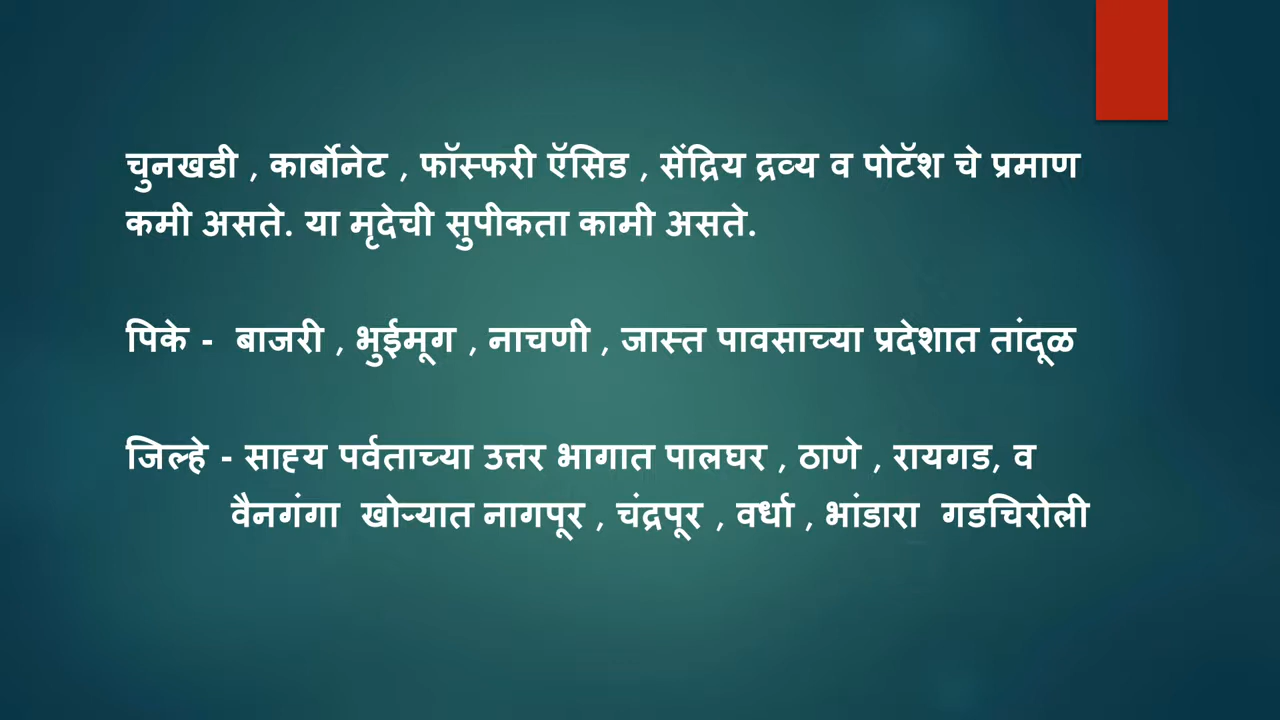 चुनखडी , कार्बोनेट , फॉस्फरी ऍसिड , सेंद्रिय द्रव्य व पोटॅश चे प्रमाण
कमी असते. या मृदेची सुपीकता कामी असते.
पिके - बाजरी , भुईमूग , नाचणी , जास्त पावसाच्या प्रदेशात तांदूळ
जिल्हे - साह्य पर्वताच्या उत्तर भागात पालघर , ठाणे , रायगड, व
वैनगंगा खोऱ्यात नागपूर , चंद्रपूर , वर्धा , भांडारा गडचिरोली